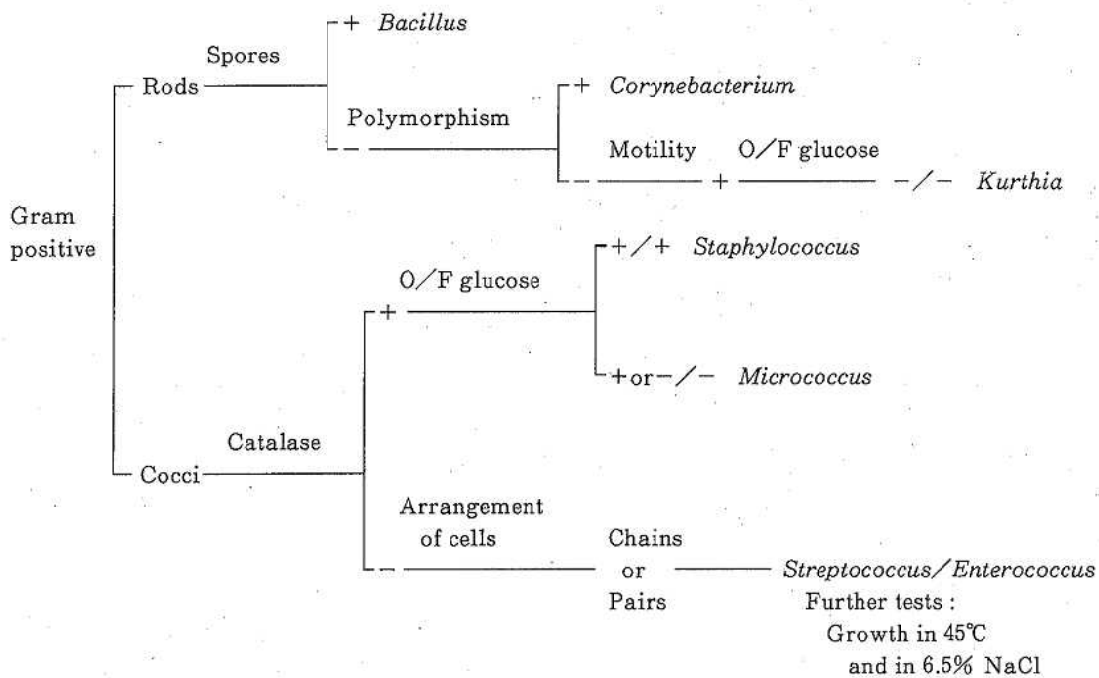 + Bacillus
Spores
Rods
+ Corynebacterium
Polymorphism
−
Motility
O/F glucose
− + −/− Kurthia
Gram
positive
+/+ Staphylococcus
O/F glucose
+
+or−/− Micrococcus
Catalase
Cocci
Arrangement
of cells
Chains
− or Streptococcus/Enterococcus
Pairs
Further tests :
Growth in 45℃
and in 6.5% NaCl